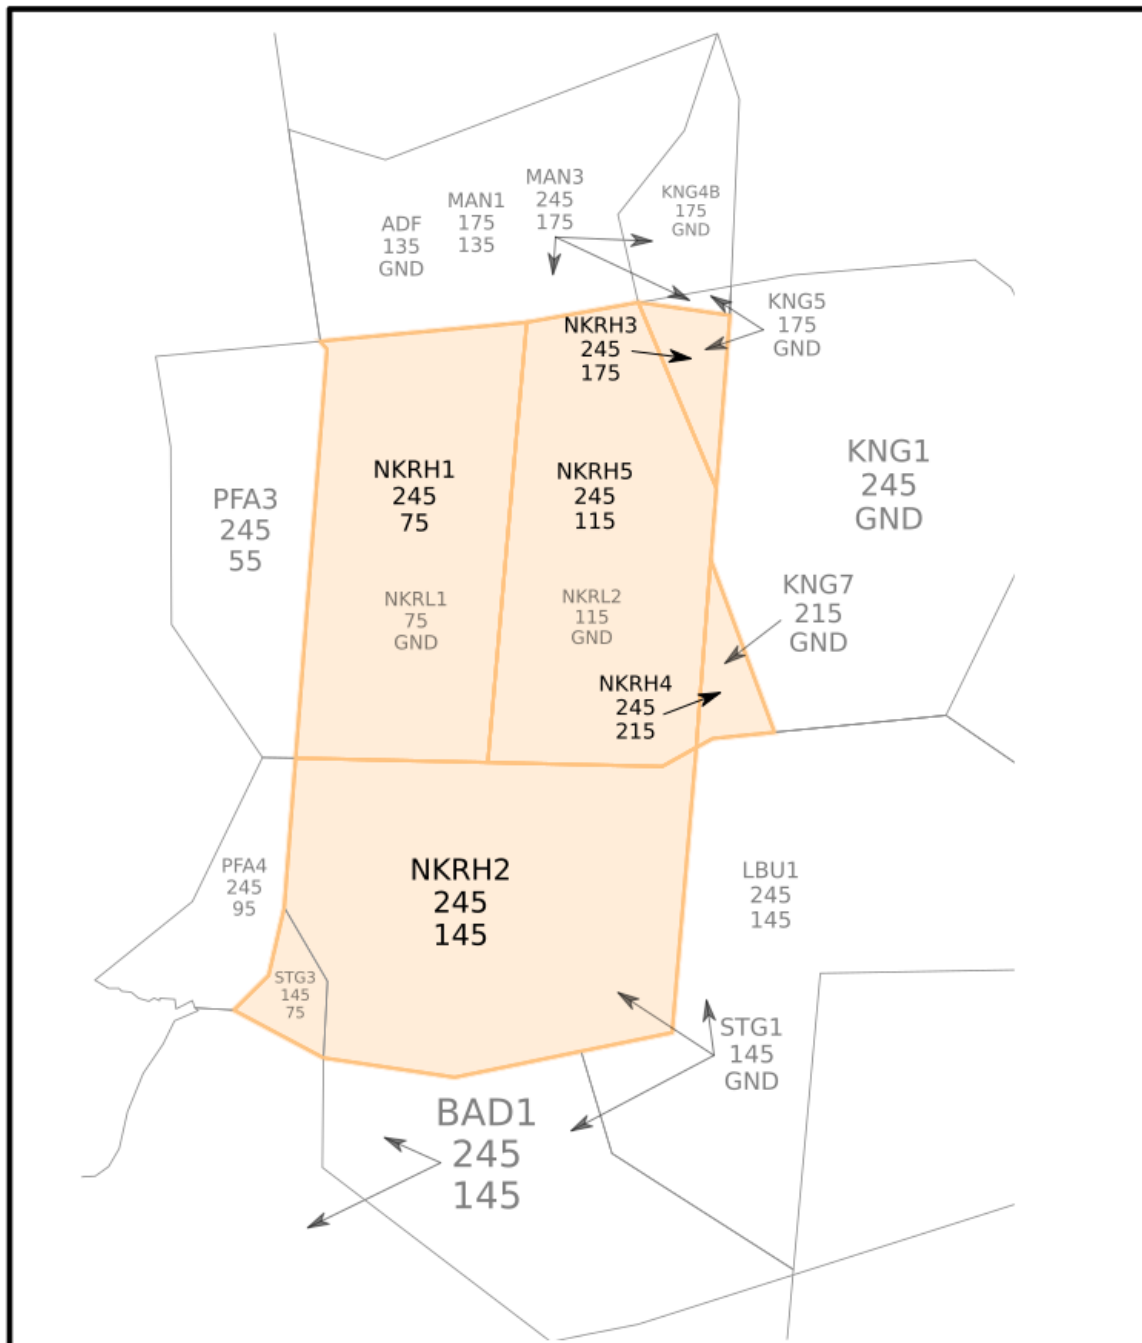 MAN3
245
175
MAN1
175
135
ADF
135
GND
KNG4B
175
GND
KNG5
175
GND
NKRH3
245
175
NKRH1
245
75
NKRH5
245
115
KNG1
245
GND
PFA3
245
55
NKRL1
75
GND
NKRL2
115
GND
KNG7
215
GND
NKRH4
245
215
PFA4
245
95
NKRH2
245
145
LBU1
245
145
STG3
145
75
STG1
145
GND
BAD1
245
145